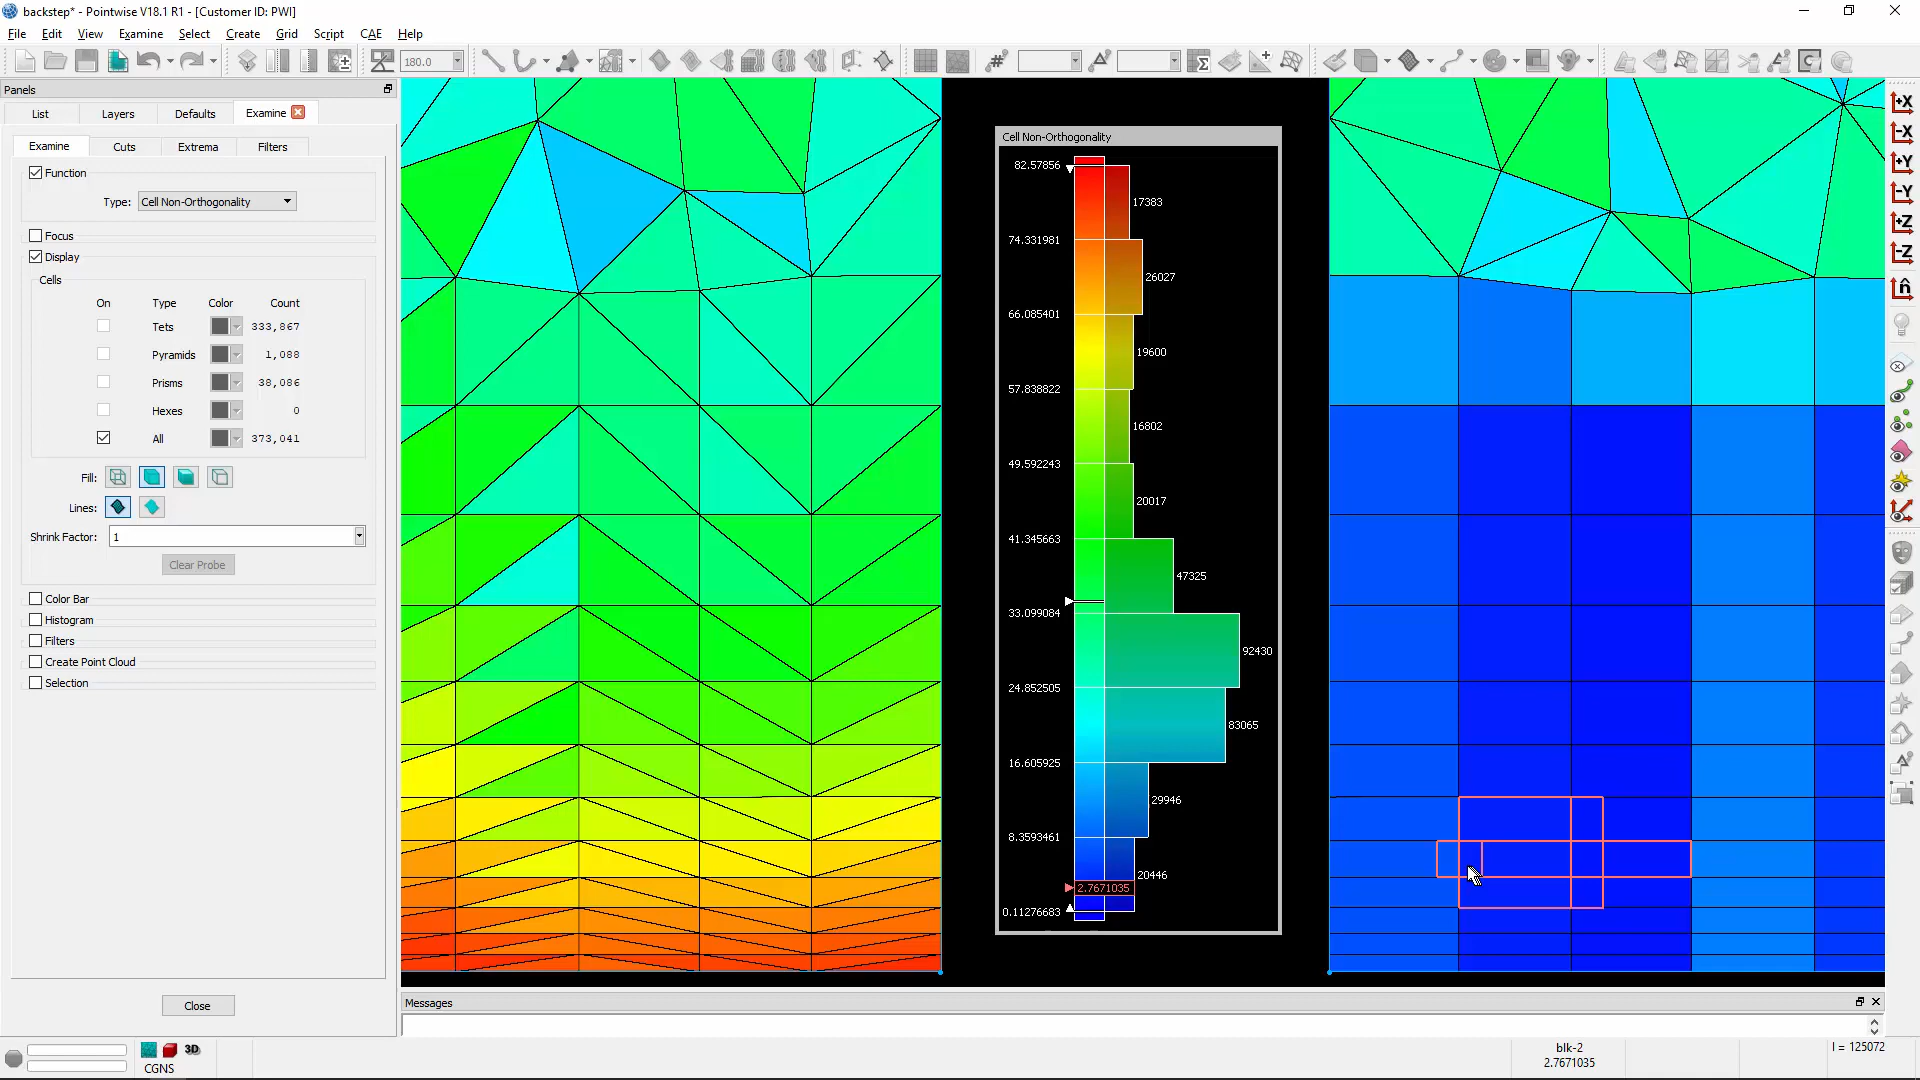 backstep* - Pointwise V18.1 R1 - [Customer ID: PWI]
File Edit View Examine Select Create Grid Script CAE Help
180.0
Panels
List Layers Defaults Examine
Examine Cuts Extrema Filters
Function
Type: Cell Non-Orthogonality
Focus
Display
Cells
On Type Color Count
Tets 333,867
Pyramids 1,088
Prisms 38,086
Hexes 0
All 373,041
Fill:
Lines:
Shrink Factor: 1
Clear Probe
Color Bar
Histogram
Filters
Create Point Cloud
Selection
Close
Cell Non-Orthogonality
82.57856
17383
74.331981
26027
66.085401
19600
57.838822
16802
49.592243
20017
41.345663
47325
33.099084
92430
24.852505
83065
16.605925
29946
8.3593461
20446
2.7671035
0.11276683
+X
-X
+Y
-Y
+Z
-Z
n̂
Messages
3D
CGNS
blk-2
2.7671035
I = 125072